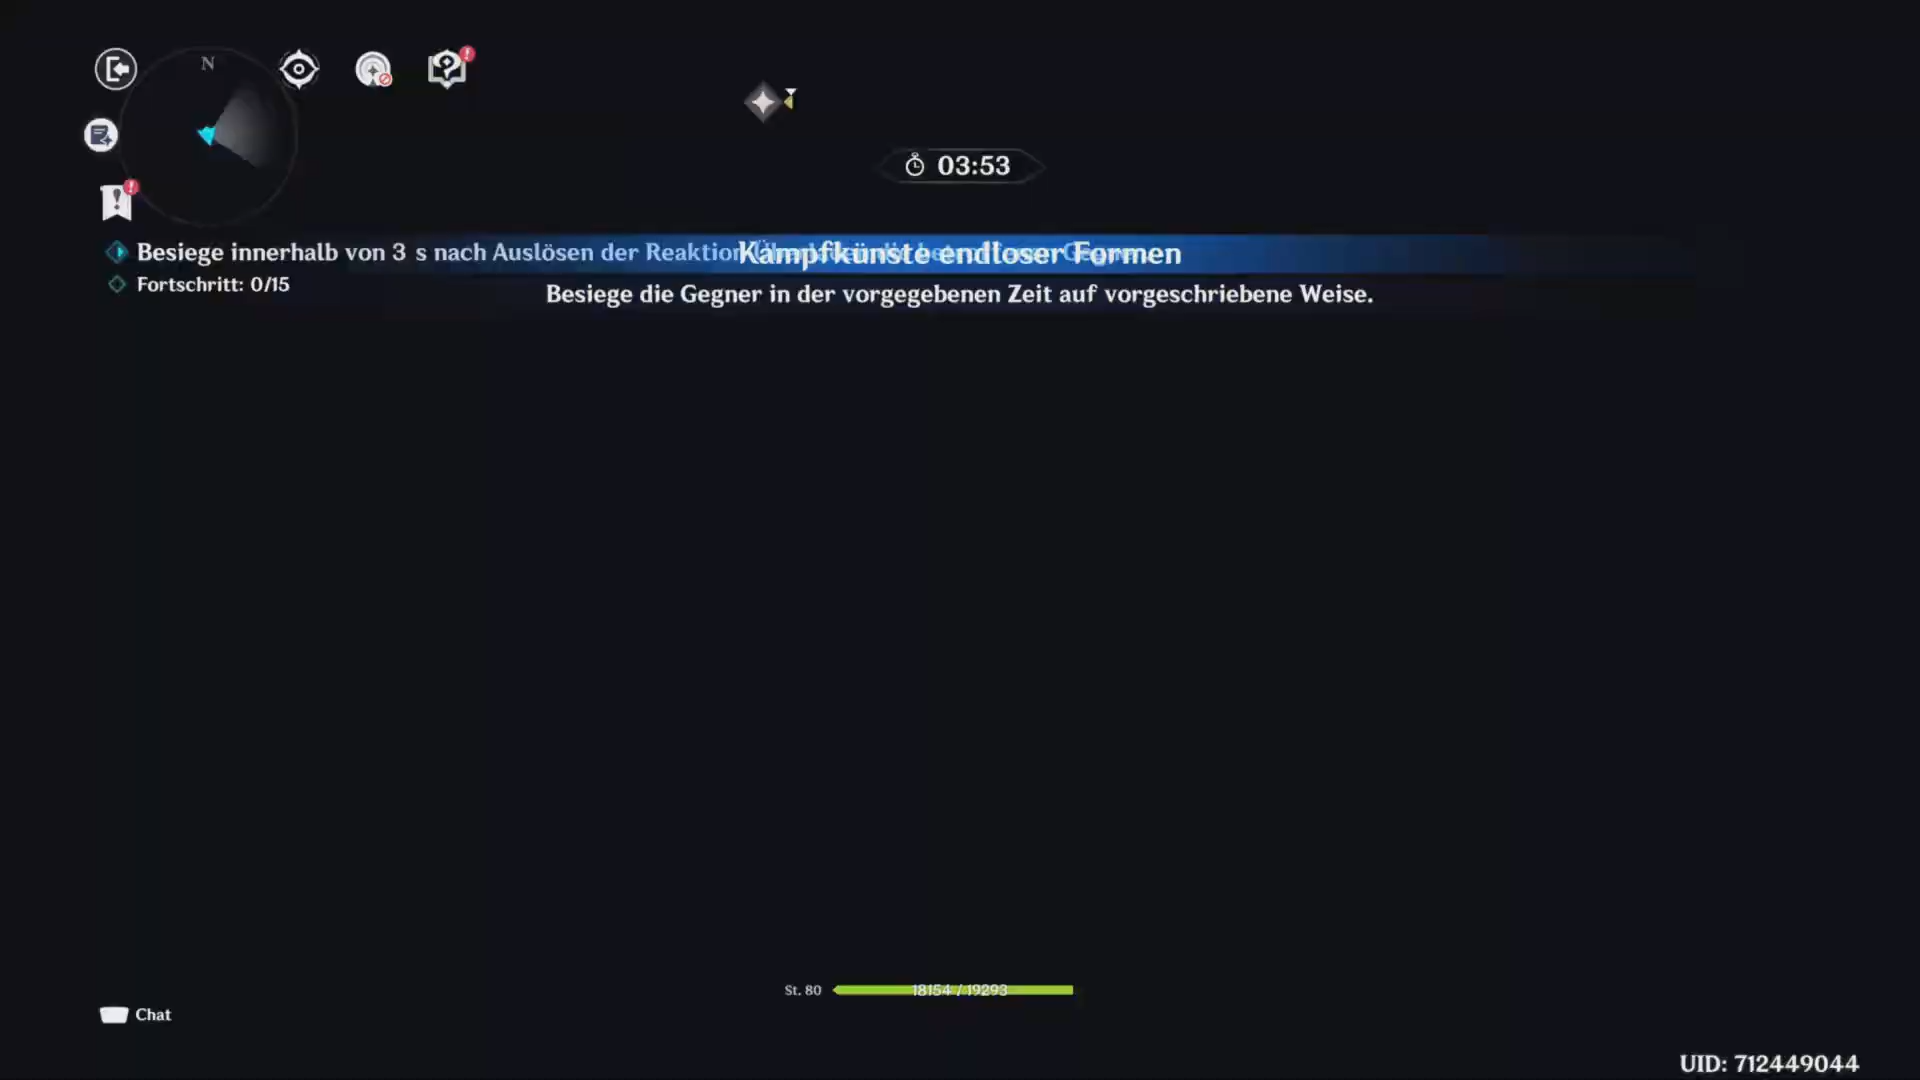 N
03:53
Besiege innerhalb von 3 s nach Auslösen der Reaktion
Kampfkünste endloser Formen
Fortschritt: 0/15
Besiege die Gegner in der vorgegebenen Zeit auf vorgeschriebene Weise.
St. 80
18154 / 19293
Chat
UID: 712449044